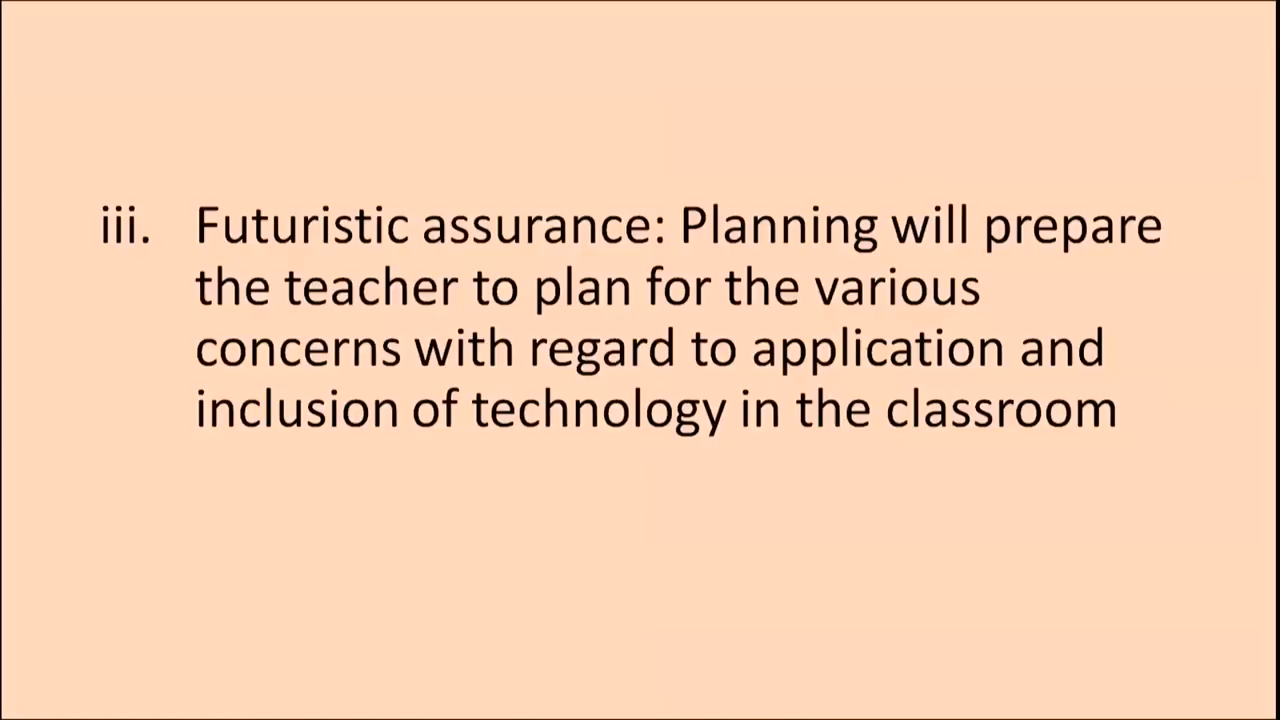 iii. Futuristic assurance: Planning will prepare
the teacher to plan for the various
concerns with regard to application and
inclusion of technology in the classroom